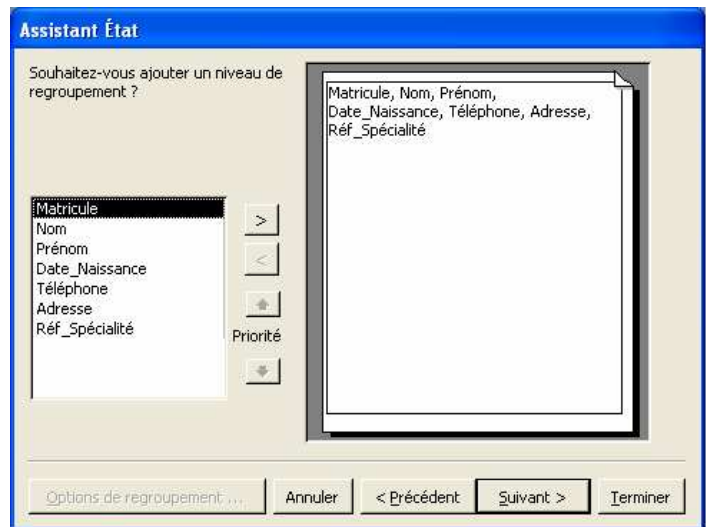 Assistant État
Souhaitez-vous ajouter un niveau de
regroupement ?
Matricule
Nom
Prénom
Date_Naissance
Téléphone
Adresse
Réf_Spécialité
>
<
Priorité
Matricule, Nom, Prénom,
Date_Naissance, Téléphone, Adresse,
Réf_Spécialité
Options de regroupement ...
Annuler
< Précédent
Suivant >
Terminer